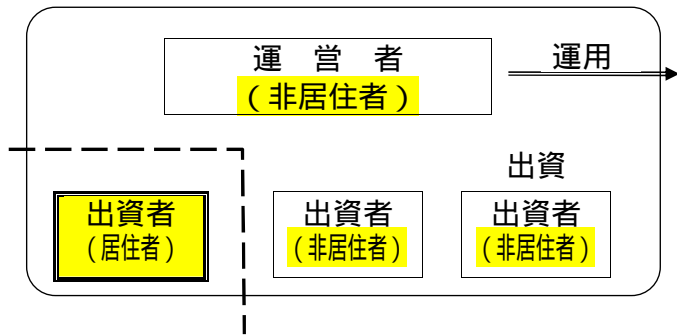 運 営 者
(非居住者)
運用
出資
出資者
(居住者)
出資者
(非居住者)
出資者
(非居住者)